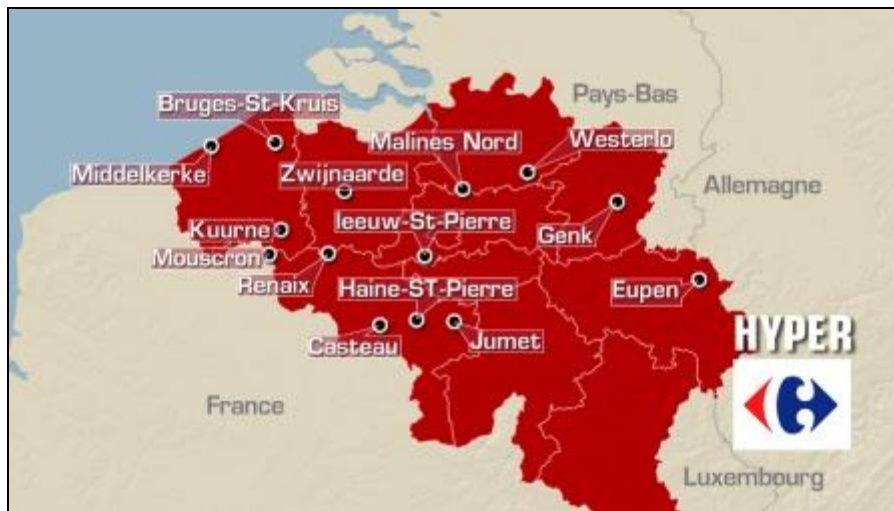 Bruges-St-Kruis
Pays-Bas
Malines Nord
Westerlo
Middelkerke
Zwijnaarde
Allemagne
Kuurne
leeuw-St-Pierre
Genk
Mouscron
Renaix
Haine-ST-Pierre
Eupen
Casteau
Jumet
HYPER
France
Luxembourg